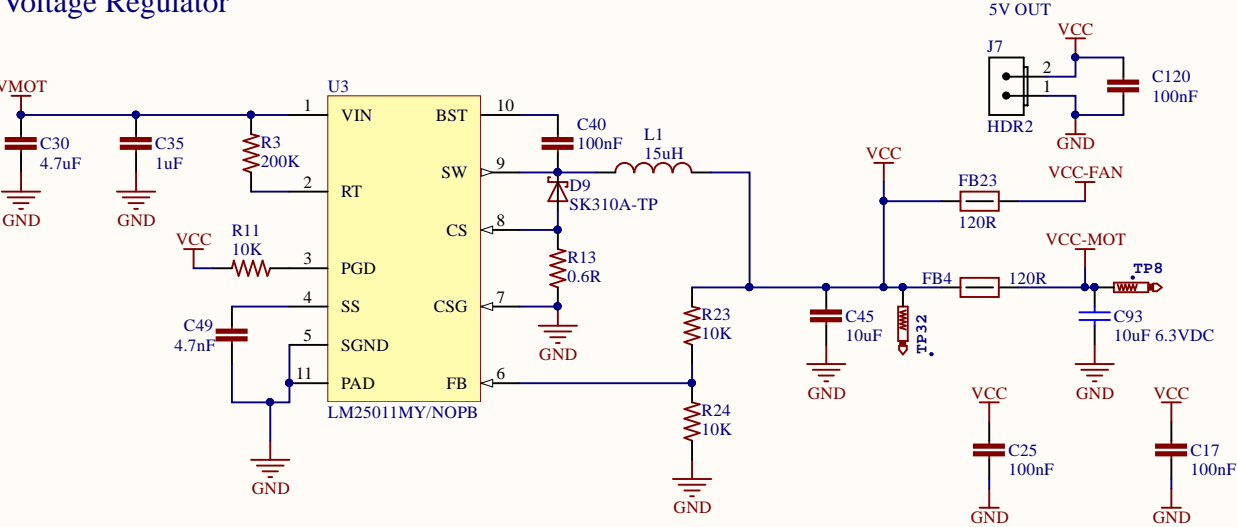 Voltage Regulator
5V OUT
VCC
J7
2
1
HDR2
GND
C120
100nF
VMOT
C30
4.7uF
GND
C35
1uF
GND
R3
200K
U3
1
VIN
2
RT
3
PGD
4
SS
5
SGND
11
PAD
BST
10
SW
9
CS
8
CSG
7
FB
6
LM25011MY/NOPB
VCC
R11
10K
C49
4.7nF
GND
C40
100nF
L1
15uH
D9
SK310A-TP
R13
0.6R
GND
R23
10K
R24
10K
GND
C45
10uF
GND
VCC
TP32
FB23
120R
VCC-FAN
FB4
120R
VCC-MOT
TP8
C93
10uF 6.3VDC
GND
VCC
C25
100nF
GND
VCC
C17
100nF
GND